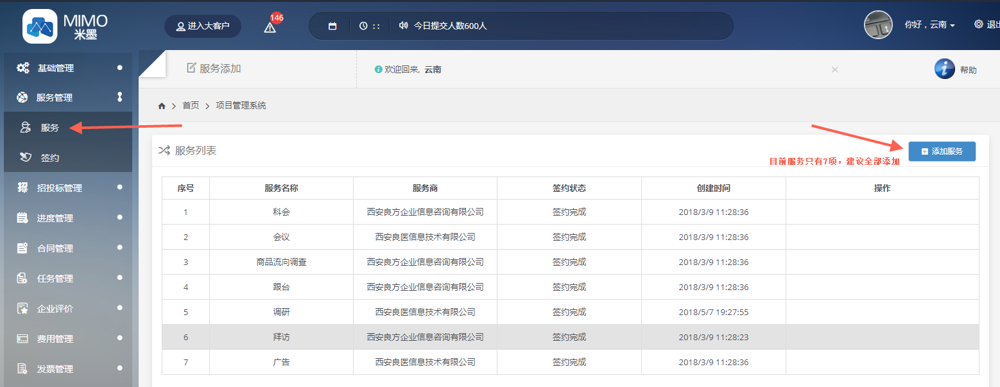 MIMO
米墨
进入大客户
146
: :
今日提交人数600人
你好，云南
退出
基础管理
服务管理
服务
签约
招投标管理
进度管理
合同管理
任务管理
企业评价
费用管理
发票管理
服务添加
欢迎回来, 云南
×
帮助
首页 > 项目管理系统
服务列表
添加服务
目前服务只有7项，建议全部添加
序号 服务名称 服务商 签约状态 创建时间 操作
1 科会 西安良方企业信息咨询有限公司 签约完成 2018/3/9 11:28:36
2 会议 西安良医信息技术有限公司 签约完成 2018/3/9 11:28:36
3 商品流向调查 西安良方企业信息咨询有限公司 签约完成 2018/3/9 11:28:36
4 跟台 西安良方企业信息咨询有限公司 签约完成 2018/3/9 11:28:36
5 调研 西安良医信息技术有限公司 签约完成 2018/5/7 19:27:55
6 拜访 西安良方企业信息咨询有限公司 签约完成 2018/3/9 11:28:23
7 广告 西安良医信息技术有限公司 签约完成 2018/3/9 11:28:36